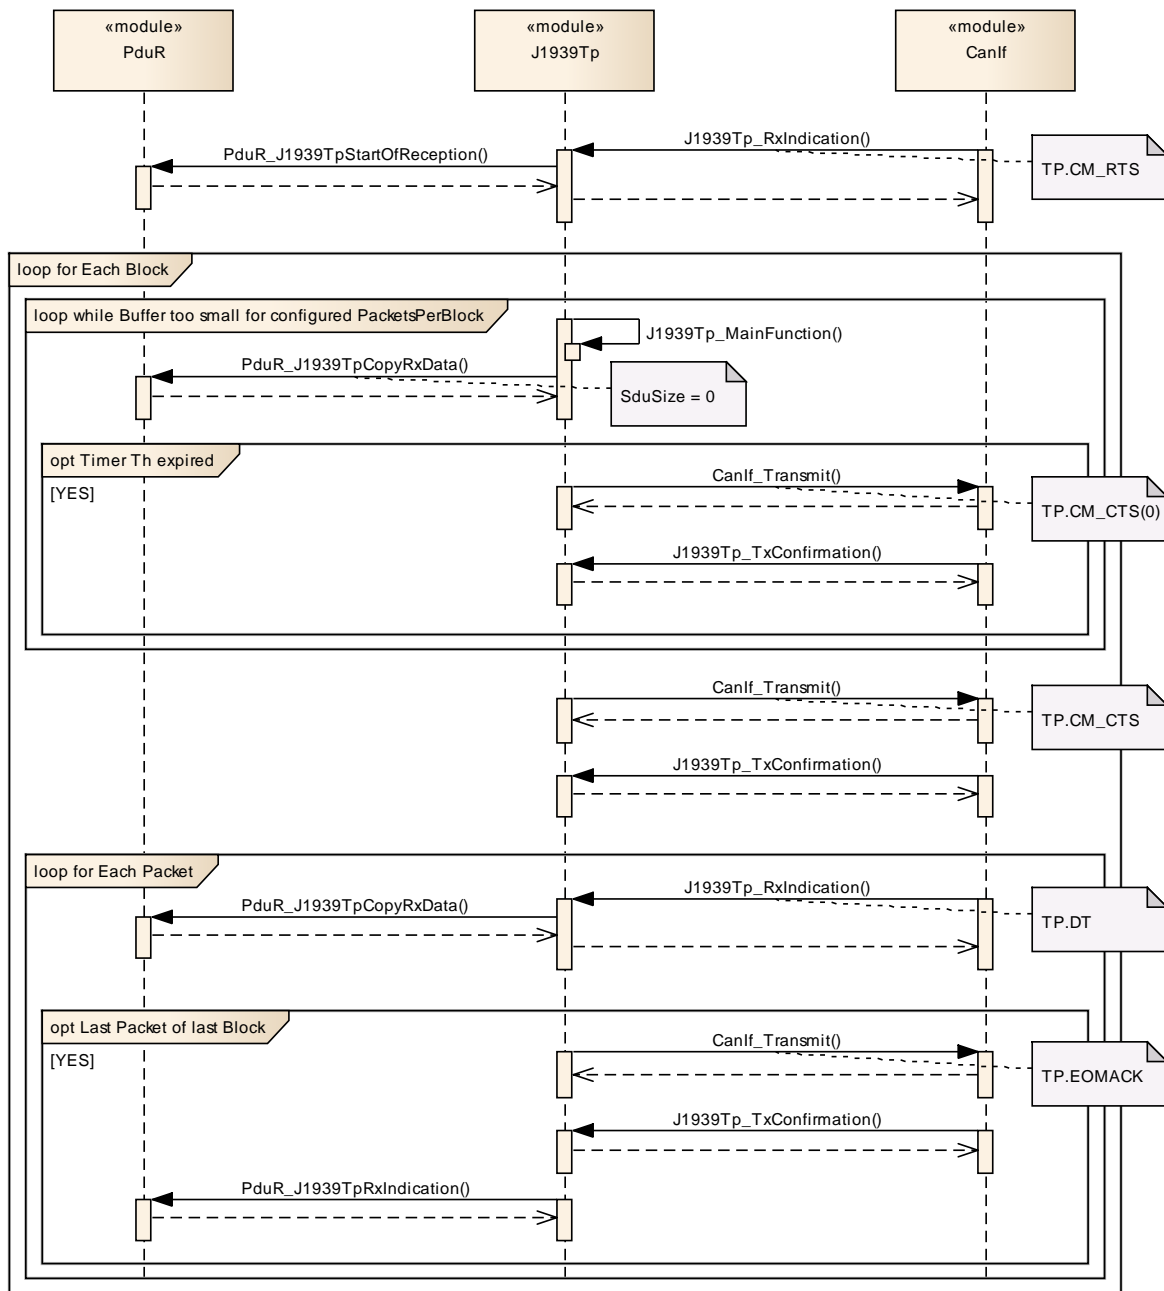 «module»
PduR
«module»
J1939Tp
«module»
CanIf
J1939Tp_RxIndication()
PduR_J1939TpStartOfReception()
TP.CM_RTS
loop for Each Block
loop while Buffer too small for configured PacketsPerBlock
J1939Tp_MainFunction()
PduR_J1939TpCopyRxData()
SduSize = 0
opt Timer Th expired
[YES]
CanIf_Transmit()
TP.CM_CTS(0)
J1939Tp_TxConfirmation()
CanIf_Transmit()
TP.CM_CTS
J1939Tp_TxConfirmation()
loop for Each Packet
J1939Tp_RxIndication()
PduR_J1939TpCopyRxData()
TP.DT
opt Last Packet of last Block
[YES]
CanIf_Transmit()
TP.EOMACK
J1939Tp_TxConfirmation()
PduR_J1939TpRxIndication()